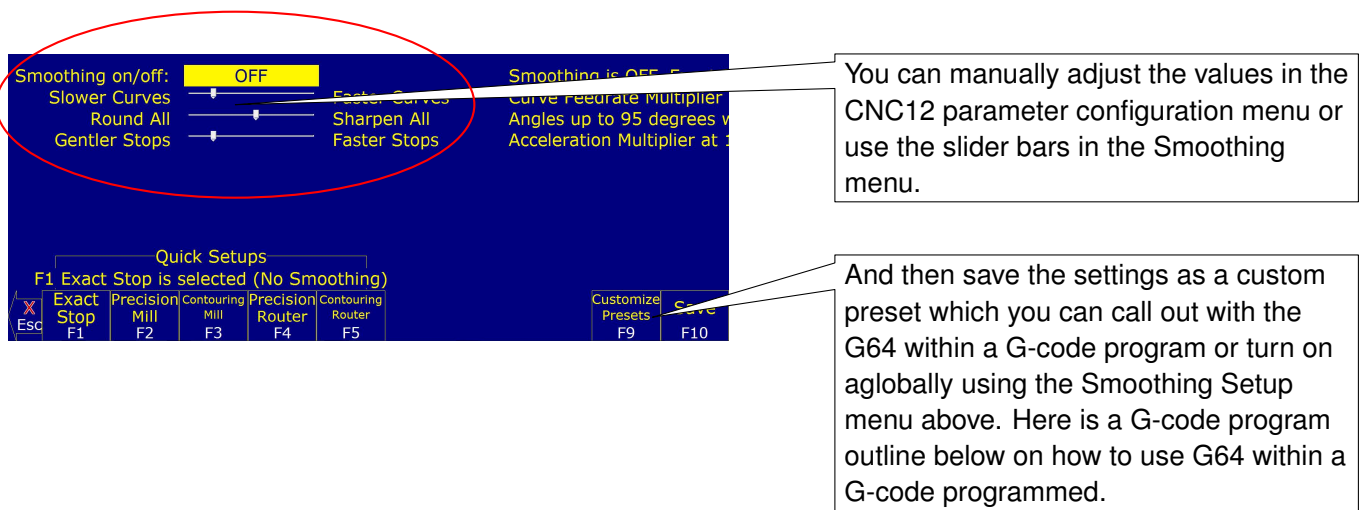 Smoothing on/off: OFF Smoothing is OFF.
Slower Curves Faster Curves Curve Feedrate Multiplier
Round All Sharpen All Angles up to 95 degrees w
Gentler Stops Faster Stops Acceleration Multiplier at 1
You can manually adjust the values in the
CNC12 parameter configuration menu or
use the slider bars in the Smoothing
menu.
Quick Setups
F1 Exact Stop is selected (No Smoothing)
X
Esc
Exact
Stop
F1
Precision
Mill
F2
Contouring
Mill
F3
Precision
Router
F4
Contouring
Router
F5
Customize
Presets
F9
Save
F10
And then save the settings as a custom
preset which you can call out with the
G64 within a G-code program or turn on
aglobally using the Smoothing Setup
menu above. Here is a G-code program
outline below on how to use G64 within a
G-code programmed.